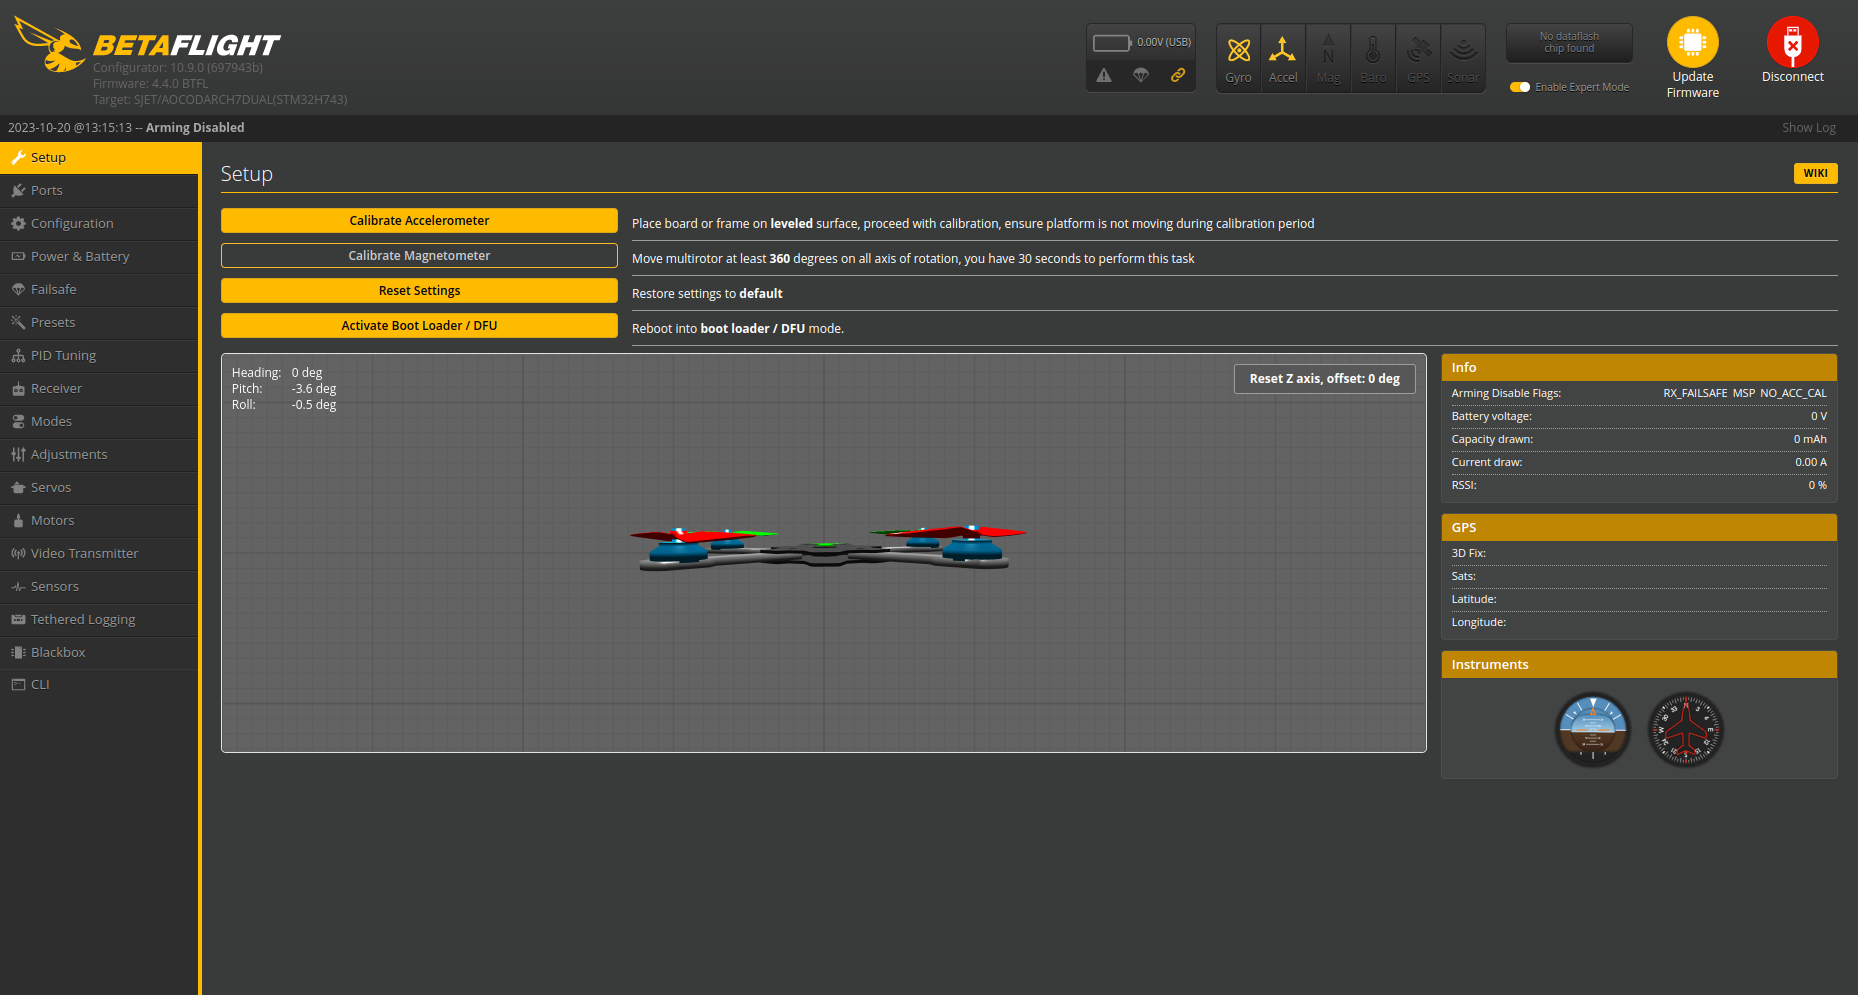 BETAFLIGHT
Configurator: 10.9.0 (697943b)
Firmware: 4.4.0 BTFL
Target: SJET/AOCODARCH7DUAL(STM32H743)
0.00V (USB)
Gyro
Accel
Mag
Baro
GPS
Sonar
No dataflash
chip found
Enable Expert Mode
Update
Firmware
Disconnect
2023-10-20 @13:15:13 -- Arming Disabled
Show Log
Setup
Ports
Configuration
Power & Battery
Failsafe
Presets
PID Tuning
Receiver
Modes
Adjustments
Servos
Motors
Video Transmitter
Sensors
Tethered Logging
Blackbox
CLI
Setup
WIKI
Calibrate Accelerometer
Place board or frame on leveled surface, proceed with calibration, ensure platform is not moving during calibration period
Calibrate Magnetometer
Move multirotor at least 360 degrees on all axis of rotation, you have 30 seconds to perform this task
Reset Settings
Restore settings to default
Activate Boot Loader / DFU
Reboot into boot loader / DFU mode.
Heading: 0 deg
Pitch: -3.6 deg
Roll: -0.5 deg
Reset Z axis, offset: 0 deg
Info
Arming Disable Flags: RX_FAILSAFE MSP NO_ACC_CAL
Battery voltage: 0 V
Capacity drawn: 0 mAh
Current draw: 0.00 A
RSSI: 0 %
GPS
3D Fix:
Sats:
Latitude:
Longitude:
Instruments